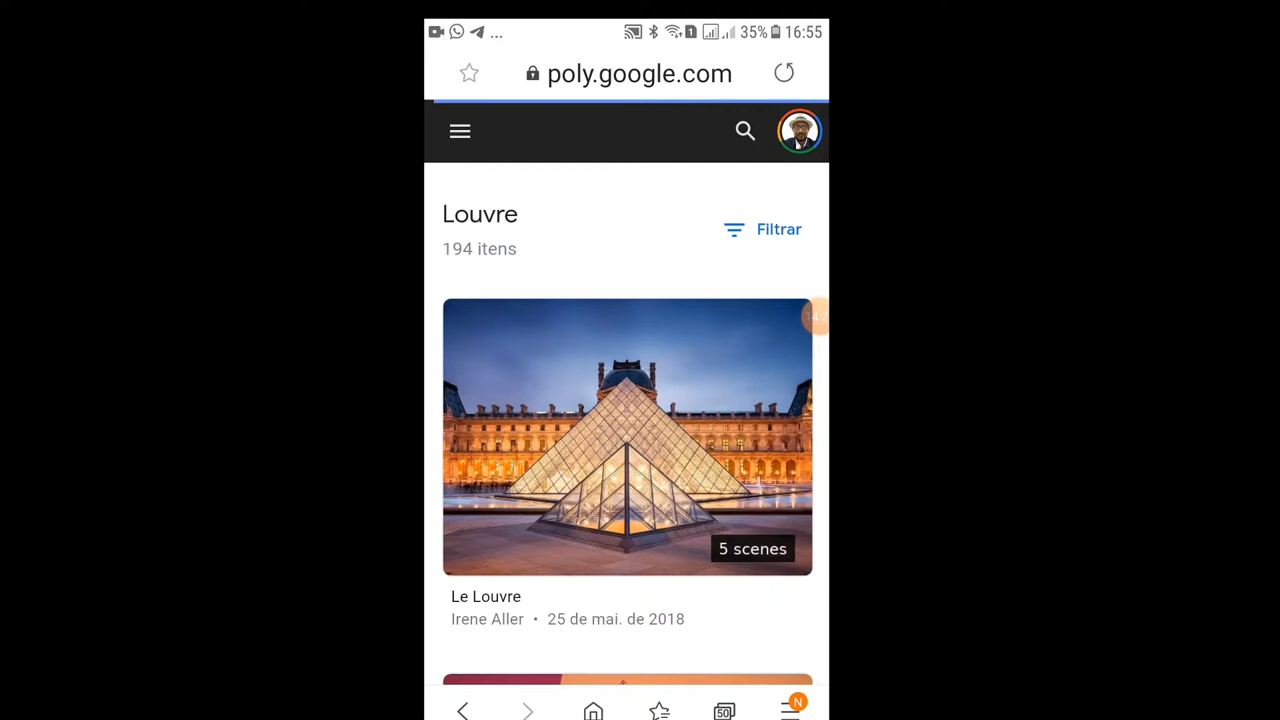 ... 35% 16:55
poly.google.com
Louvre
Filtrar
194 itens
5 scenes
Le Louvre
Irene Aller • 25 de mai. de 2018
50
N